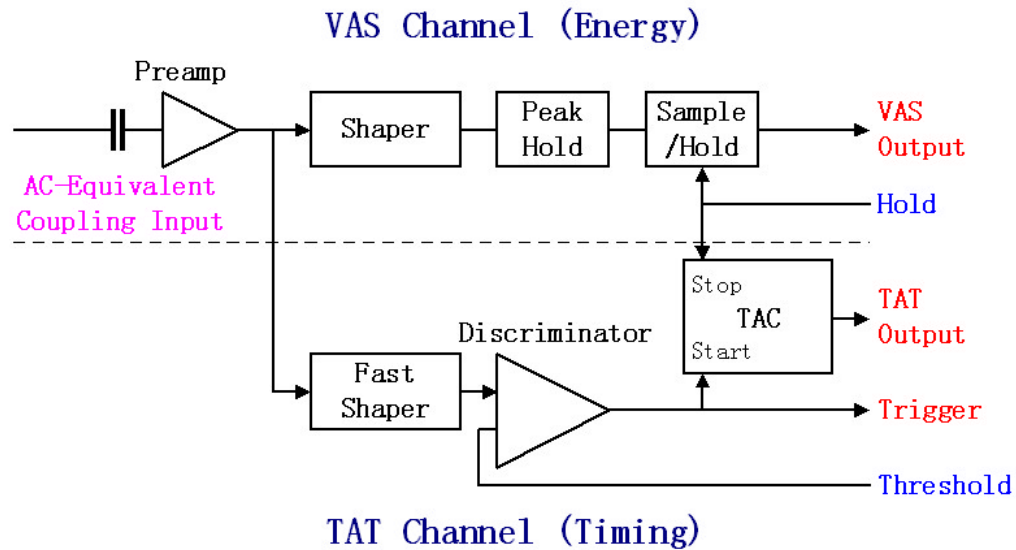 VAS Channel (Energy)
Preamp
Shaper
Peak
Hold
Sample
/Hold
VAS
Output
AC-Equivalent
Coupling Input
Hold
Stop
TAC
Start
TAT
Output
Discriminator
Fast
Shaper
Trigger
Threshold
TAT Channel (Timing)